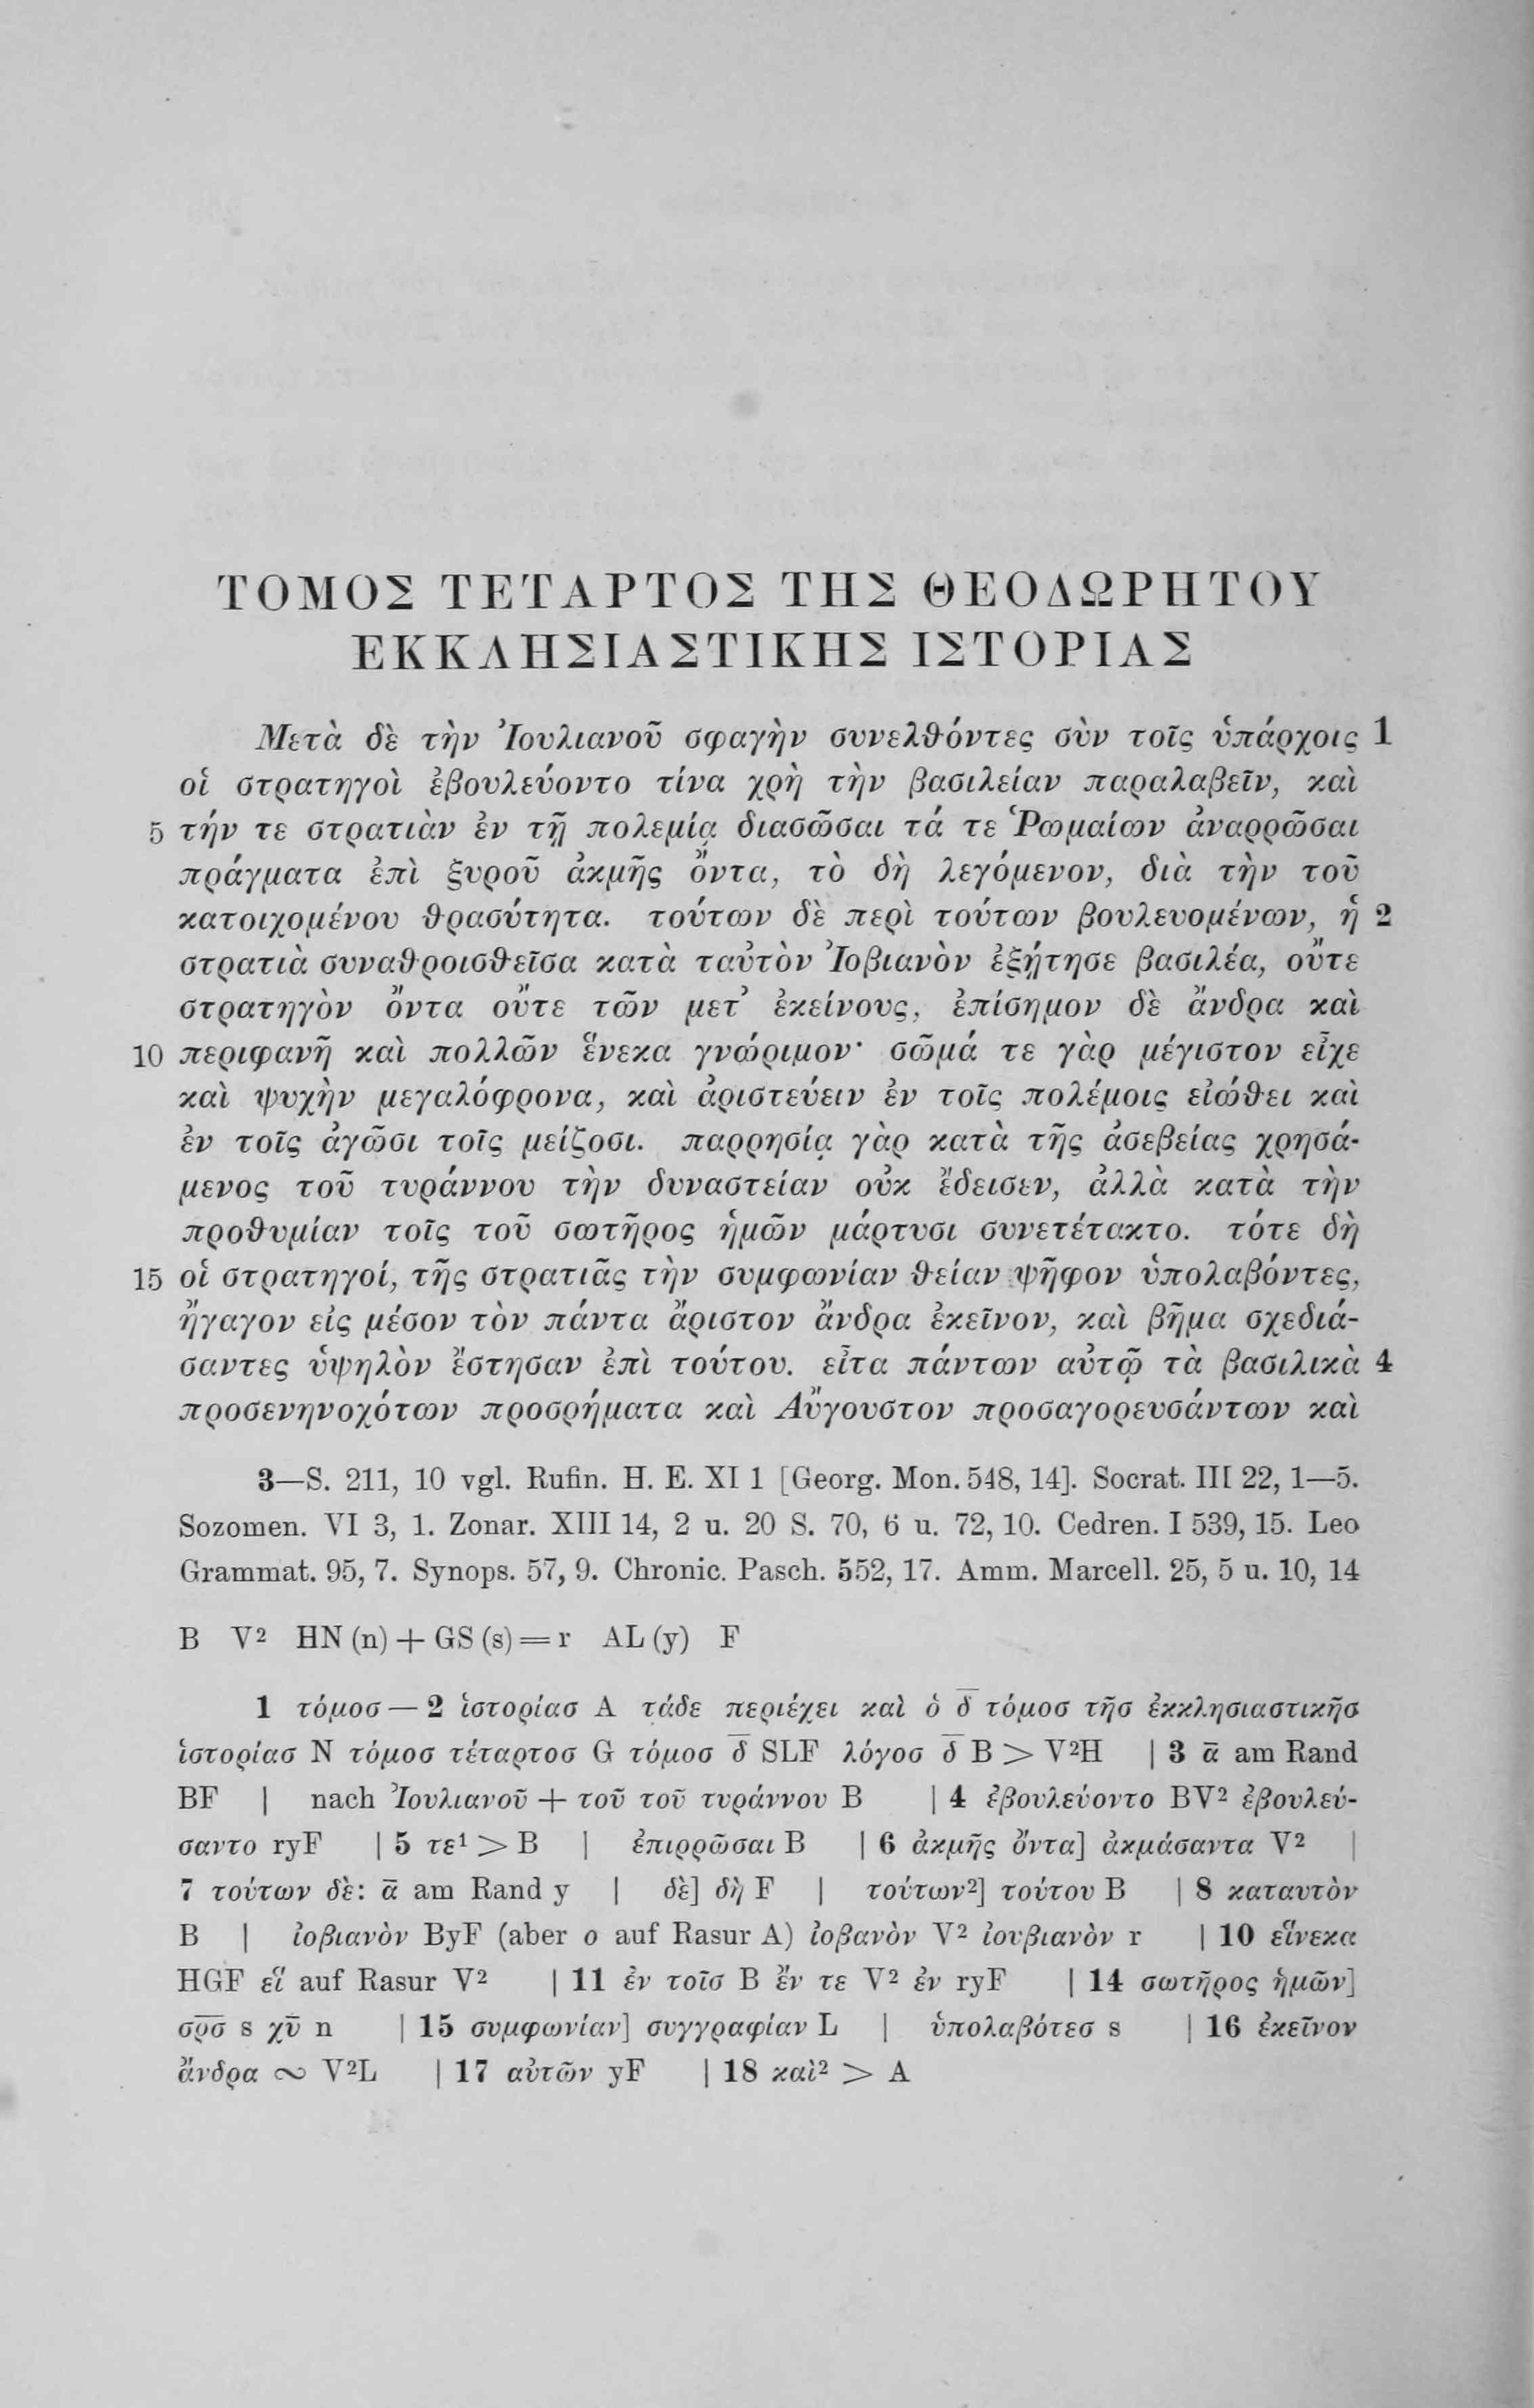 ΤΟΜΟΣ ΤΕΤΑΡΤΟΣ ΤΗΣ ΘΕΟΔΩΡΗΤΟΥ
ΕΚΚΛΗΣΙΑΣΤΙΚΗΣ ΙΣΤΟΡΙΑΣ
Μετὰ δὲ τὴν Ἰουλιανοῦ σφαγὴν συνελθόντες σὺν τοῖς ὑπάρχοις 1
οἱ στρατηγοὶ ἐβουλεύοντο τίνα χρὴ τὴν βασιλείαν παραλαβεῖν, καὶ
5 τήν τε στρατιὰν ἐν τῇ πολεμίᾳ διασῶσαι τά τε Ῥωμαίων ἀναρρῶσαι
πράγματα ἐπὶ ξυροῦ ἀκμῆς ὄντα, τὸ δὴ λεγόμενον, διὰ τὴν τοῦ
κατοιχομένου θρασύτητα. τούτων δὲ περὶ τούτων βουλευομένων, ἡ 2
στρατιὰ συναθροισθεῖσα κατὰ ταὐτὸν Ἰοβιανὸν ἐξῄτησε βασιλέα, οὔτε
στρατηγὸν ὄντα οὔτε τῶν μετ᾽ ἐκείνους, ἐπίσημον δὲ ἄνδρα καὶ
10 περιφανῆ καὶ πολλῶν ἕνεκα γνώριμον· σῶμά τε γὰρ μέγιστον εἶχε
καὶ ψυχὴν μεγαλόφρονα, καὶ ἀριστεύειν ἐν τοῖς πολέμοις εἰώθει καὶ
ἐν τοῖς ἀγῶσι τοῖς μείζοσι. παρρησίᾳ γὰρ κατὰ τῆς ἀσεβείας χρησά-
μενος τοῦ τυράννου τὴν δυναστείαν οὐκ ἔδεισεν, ἀλλὰ κατὰ τὴν
προθυμίαν τοῖς τοῦ σωτῆρος ἡμῶν μάρτυσι συνετέτακτο. τότε δὴ
15 οἱ στρατηγοί, τῆς στρατιᾶς τὴν συμφωνίαν θείαν ψῆφον ὑπολαβόντες,
ἤγαγον εἰς μέσον τὸν πάντα ἄριστον ἄνδρα ἐκεῖνον, καὶ βῆμα σχεδιά-
σαντες ὑψηλὸν ἔστησαν ἐπὶ τούτου. εἶτα πάντων αὐτῷ τὰ βασιλικὰ 4
προσενηνοχότων προσρήματα καὶ Αὔγουστον προσαγορευσάντων καὶ
3—S. 211, 10 vgl. Rufin. H. E. XI 1 [Georg. Mon. 548, 14]. Socrat. III 22, 1—5.
Sozomen. VI 3, 1. Zonar. XIII 14, 2 u. 20 S. 70, 6 u. 72, 10. Cedren. I 539, 15. Leo
Grammat. 95, 7. Synops. 57, 9. Chronic. Pasch. 552, 17. Amm. Marcell. 25, 5 u. 10, 14
B V² HN (n) + GS (s) = r AL (y) F
1 τόμοσ — 2 ἱστορίασ A τάδε περιέχει καὶ ὁ δ̄ τόμοσ τῆσ ἐκκλησιαστικῆσ
ἱστορίασ N τόμοσ τέταρτοσ G τόμοσ δ̄ SLF λόγοσ δ̄ B > V²H | 3 ᾱ am Rand
BF | nach Ἰουλιανοῦ + τοῦ τοῦ τυράννου B | 4 ἐβουλεύοντο BV² ἐβουλεύ-
σαντο ryF | 5 τε¹ > B | ἐπιρρῶσαι B | 6 ἀκμῆς ὄντα] ἀκμάσαντα V² |
7 τούτων δὲ: ᾱ am Rand y | δὲ] δὴ F | τούτων²] τούτου B | 8 καταυτὸν
B | ἰοβιανὸν ByF (aber ο auf Rasur A) ἰοβανὸν V² ἰουβιανὸν r | 10 εἵνεκα
HGF εἵ auf Rasur V² | 11 ἐν τοῖσ B ἔν τε V² ἐν ryF | 14 σωτῆρος ἡμῶν]
σ̅ρ̅σ̅ s χ̅υ̅ n | 15 συμφωνίαν] συγγραφίαν L | ὑπολαβότεσ s | 16 ἐκεῖνον
ἄνδρα ∾ V²L | 17 αὐτῶν yF | 18 καὶ² > A